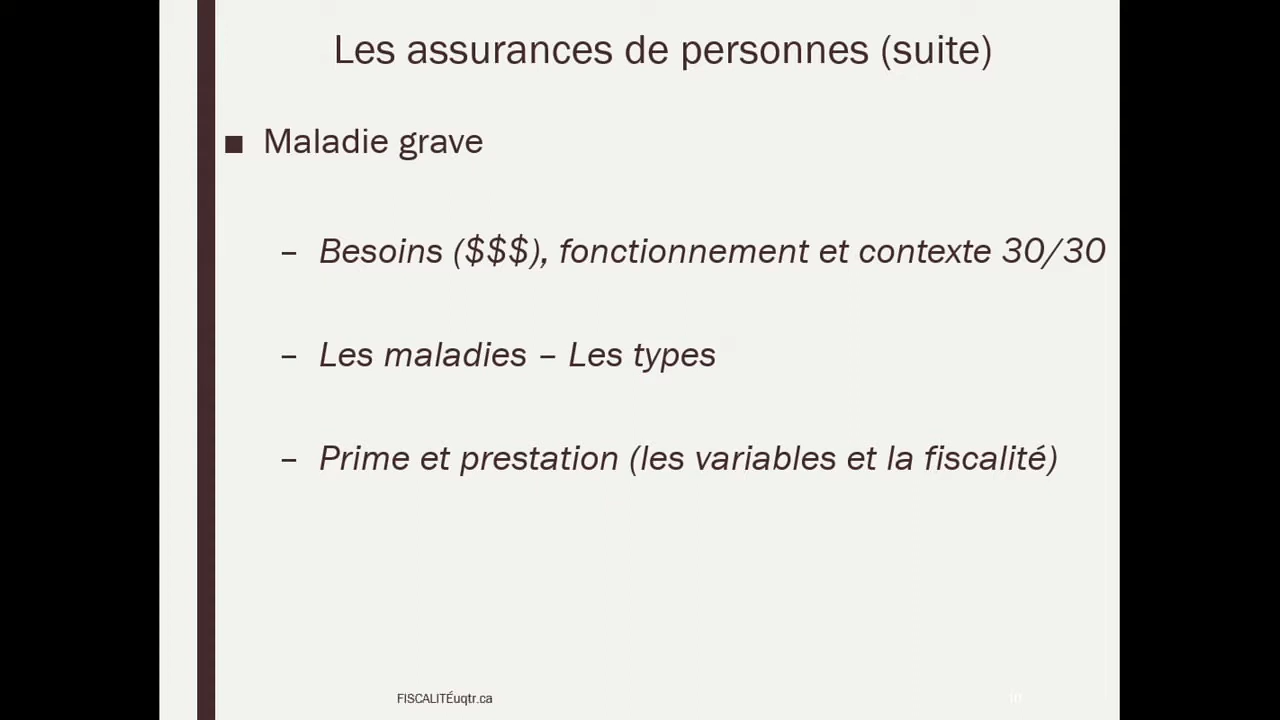 Les assurances de personnes (suite)
■ Maladie grave
– Besoins ($$$), fonctionnement et contexte 30/30
– Les maladies – Les types
– Prime et prestation (les variables et la fiscalité)
FISCALITÉuqtr.ca
10